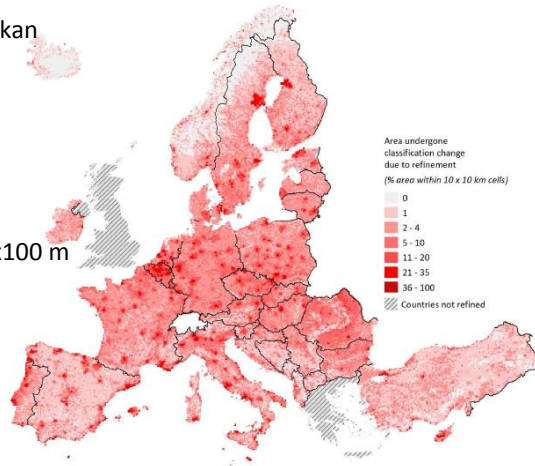 kan
x100 m
Area undergone
classification change
due to refinement
(% area within 10 x 10 km cells)
0
1
2 - 4
5 - 10
11 - 20
21 - 35
36 - 100
Countries not refined